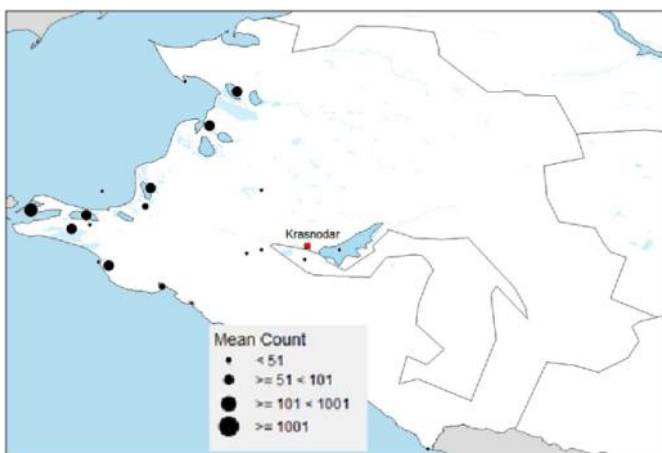 Krasnodar
Mean Count
< 51
>= 51 < 101
>= 101 < 1001
>= 1001